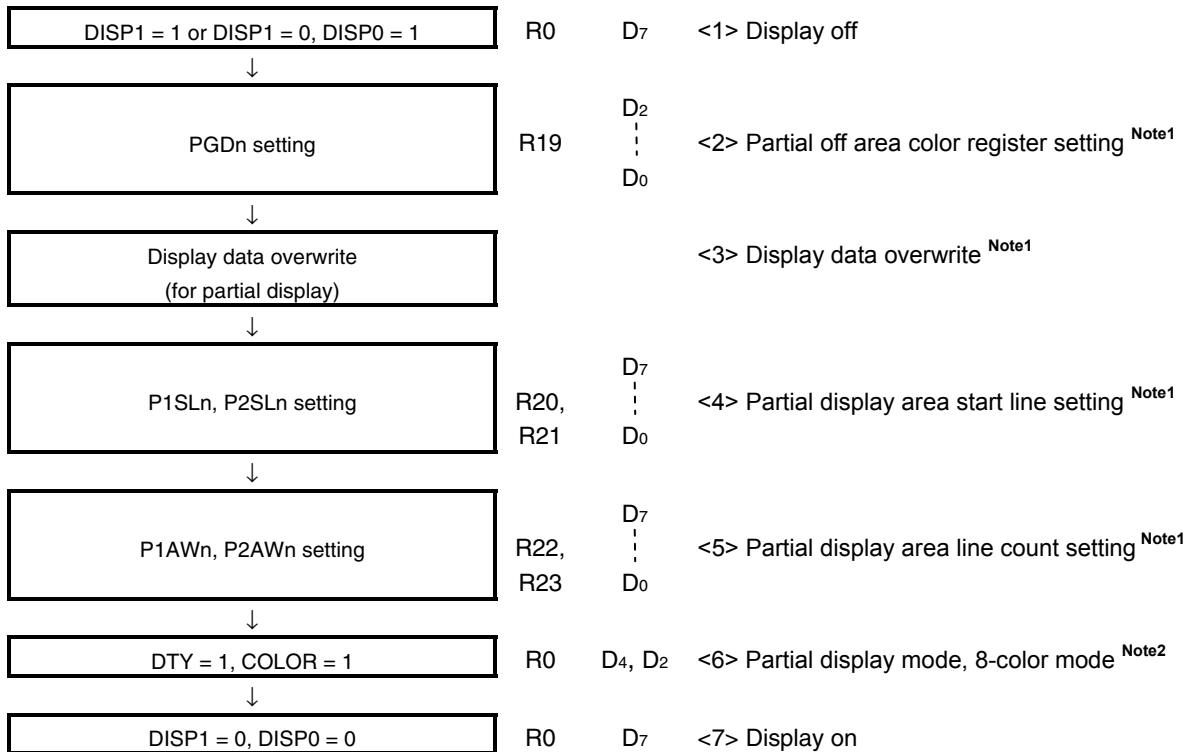 DISP1 = 1 or DISP1 = 0, DISP0 = 1 R0 D7 <1> Display off
↓
D2
PGDn setting R19 <2> Partial off area color register setting Note1
D0
↓
Display data overwrite <3> Display data overwrite Note1
(for partial display)
↓
D7
P1SLn, P2SLn setting R20, <4> Partial display area start line setting Note1
R21 D0
↓
D7
P1AWn, P2AWn setting R22, <5> Partial display area line count setting Note1
R23 D0
↓
DTY = 1, COLOR = 1 R0 D4, D2 <6> Partial display mode, 8-color mode Note2
↓
DISP1 = 0, DISP0 = 0 R0 D7 <7> Display on